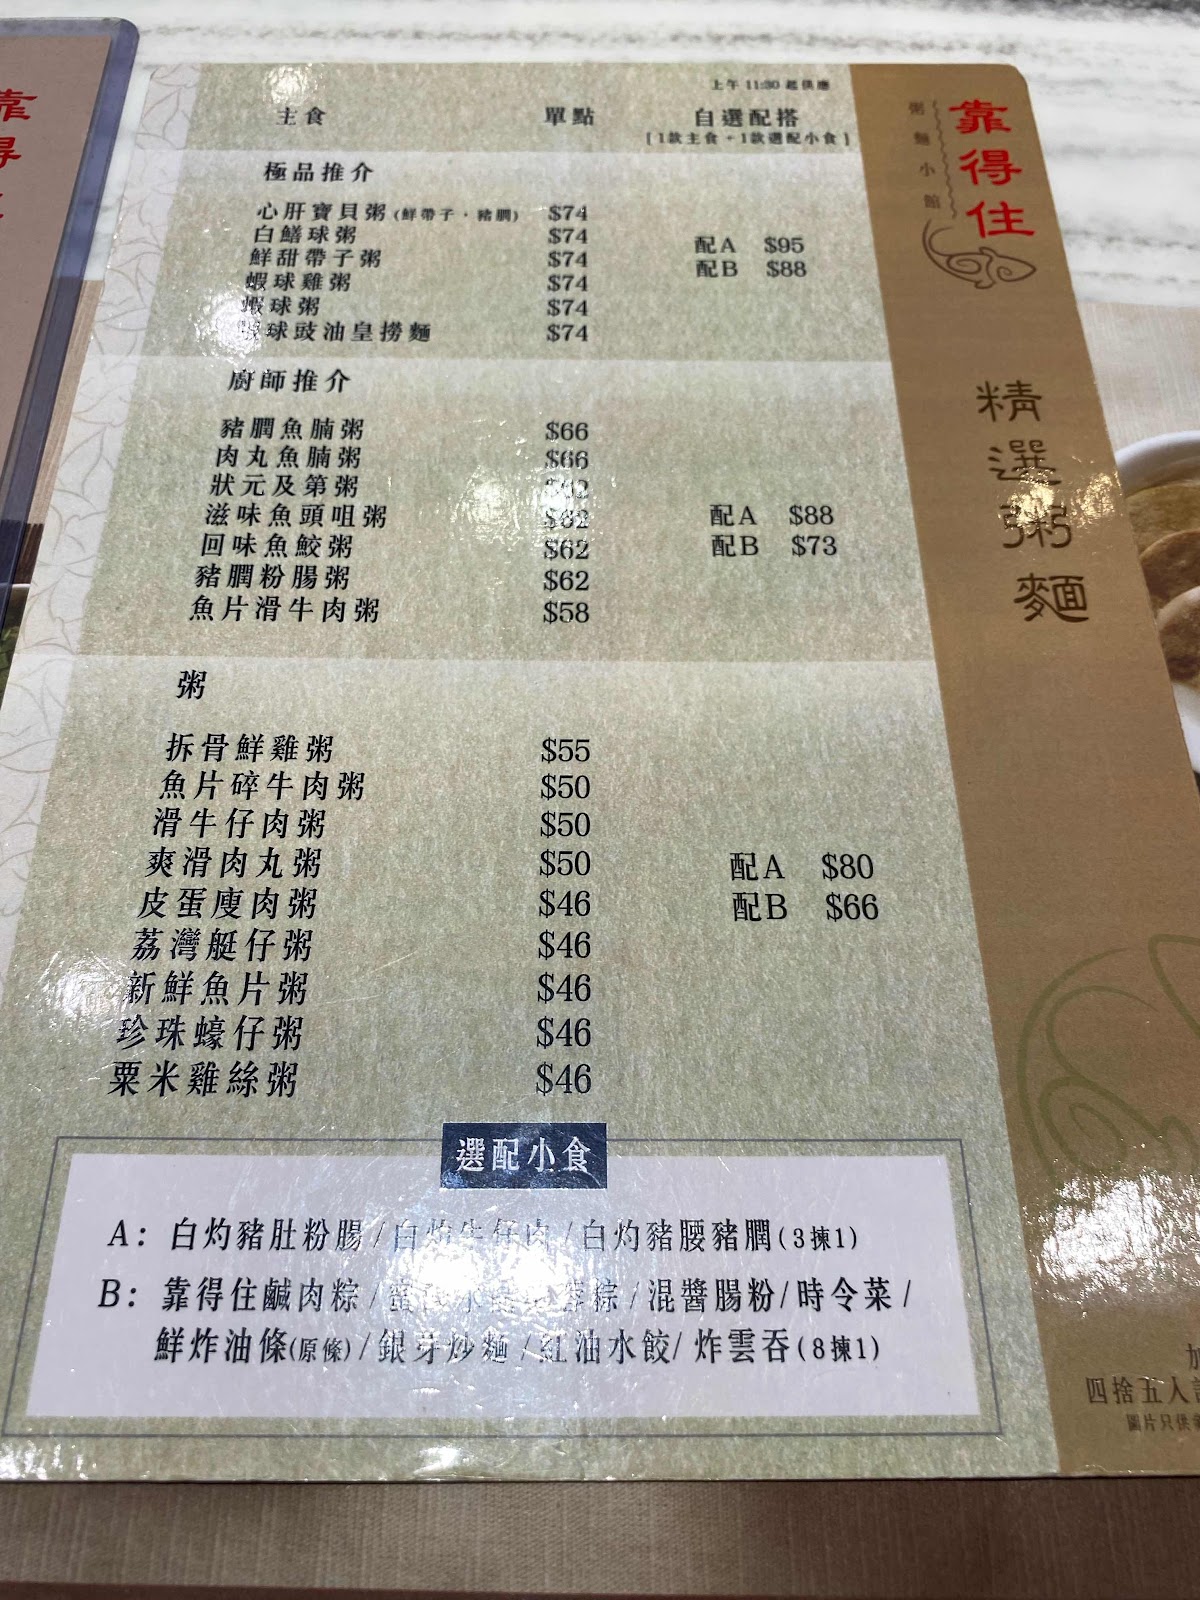 上午 11:30 起供應
主食 單點 自選配搭
[ 1款主食 + 1款選配小食 ]
極品推介
心肝寶貝粥 (鮮帶子・豬膶) $74
白鱔球粥 $74
鮮甜帶子粥 $74
蝦球雞粥 $74
蝦球粥 $74
球豉油皇撈麵 $74
配A $95
配B $88
廚師推介
豬膶魚腩粥 $66
肉丸魚腩粥 $66
狀元及第粥 $62
滋味魚頭咀粥 $62
回味魚鮫粥 $62
豬膶粉腸粥 $62
魚片滑牛肉粥 $58
配A $88
配B $73
粥
拆骨鮮雞粥 $55
魚片碎牛肉粥 $50
滑牛仔肉粥 $50
爽滑肉丸粥 $50
皮蛋廋肉粥 $46
荔灣艇仔粥 $46
新鮮魚片粥 $46
珍珠蠔仔粥 $46
粟米雞絲粥 $46
配A $80
配B $66
選配小食
A: 白灼豬肚粉腸 / 白灼牛仔肉 / 白灼豬腰豬膶 (3揀1)
B: 靠得住鹹肉粽 / 粽 / 混醬腸粉 / 時令菜 /
鮮炸油條(原條) / 銀芽炒麵 / 紅油水餃 / 炸雲吞 (8揀1)
靠得住
粥麵小館
精選粥麵
加
四捨五入
圖片只供
靠得